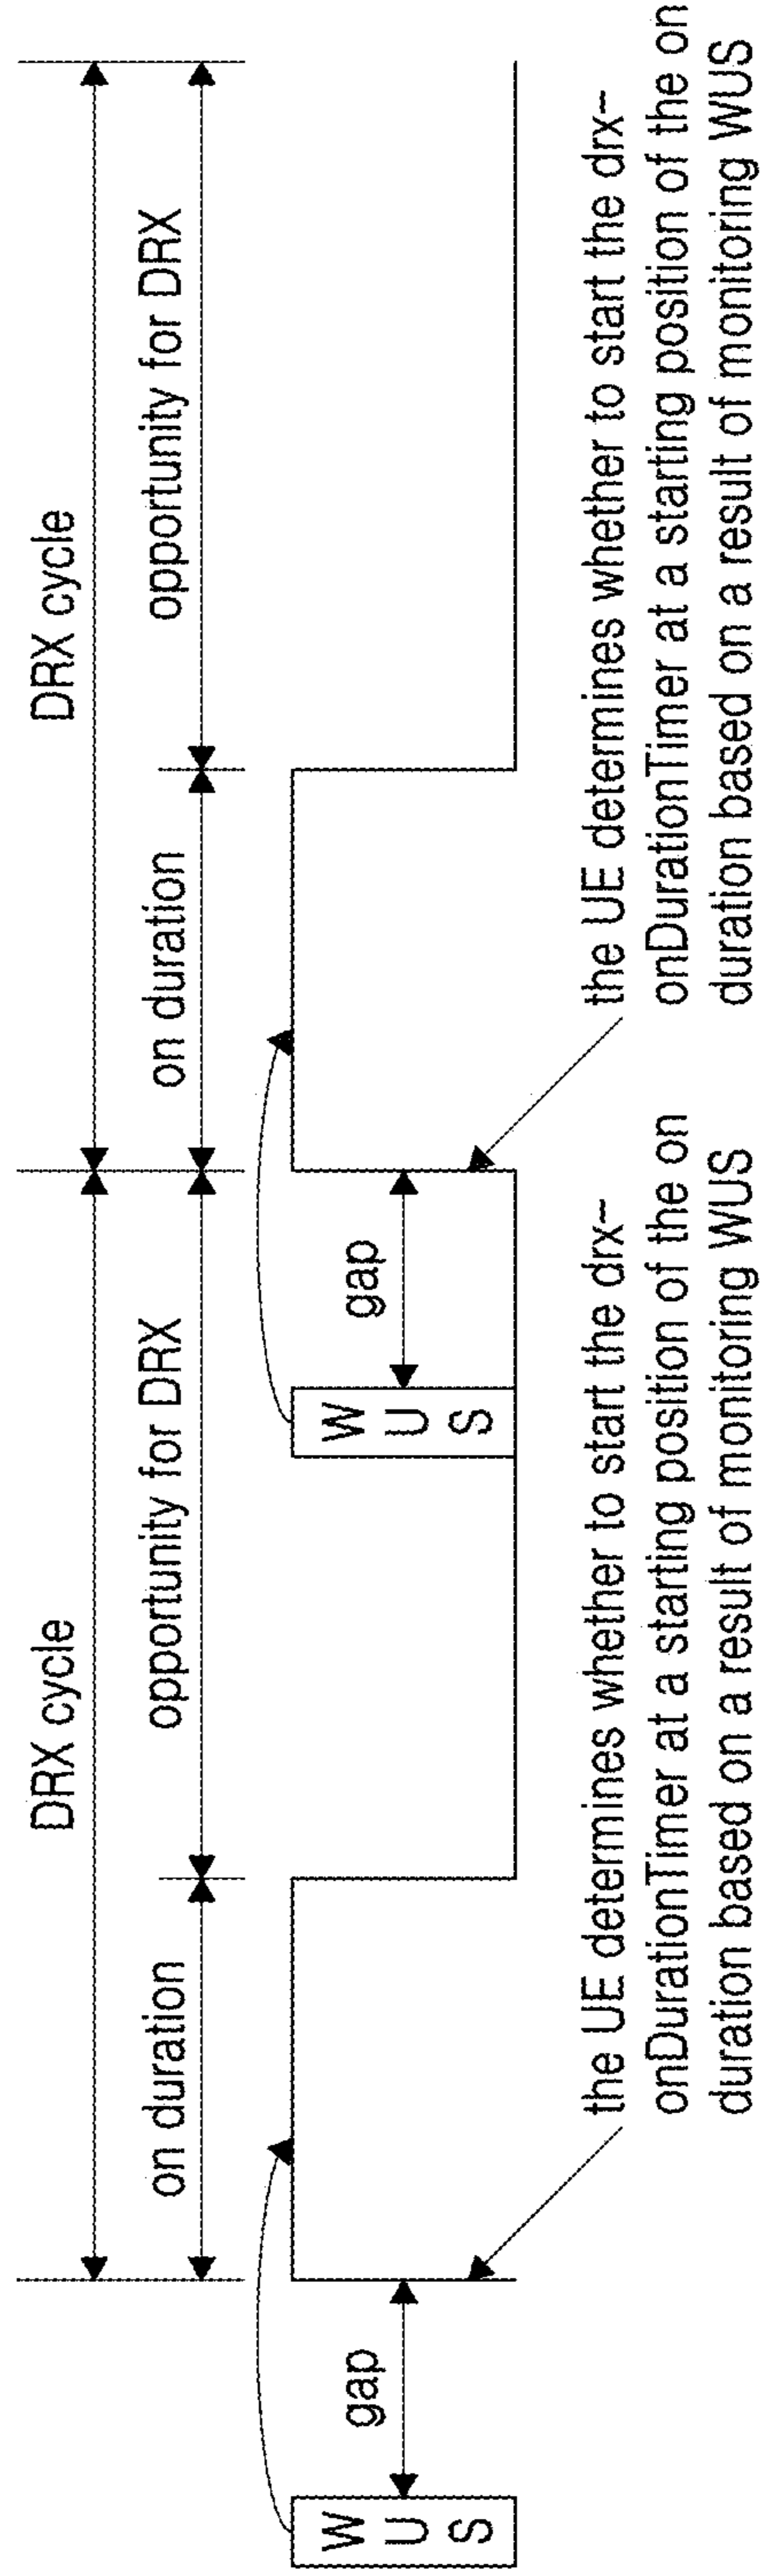 DRX cycle
DRX cycle
on duration
opportunity for DRX
on duration
opportunity for DRX
WUS
gap
WUS
gap
the UE determines whether to start the drx-
onDurationTimer at a starting position of the on
duration based on a result of monitoring WUS
the UE determines whether to start the drx-
onDurationTimer at a starting position of the on
duration based on a result of monitoring WUS